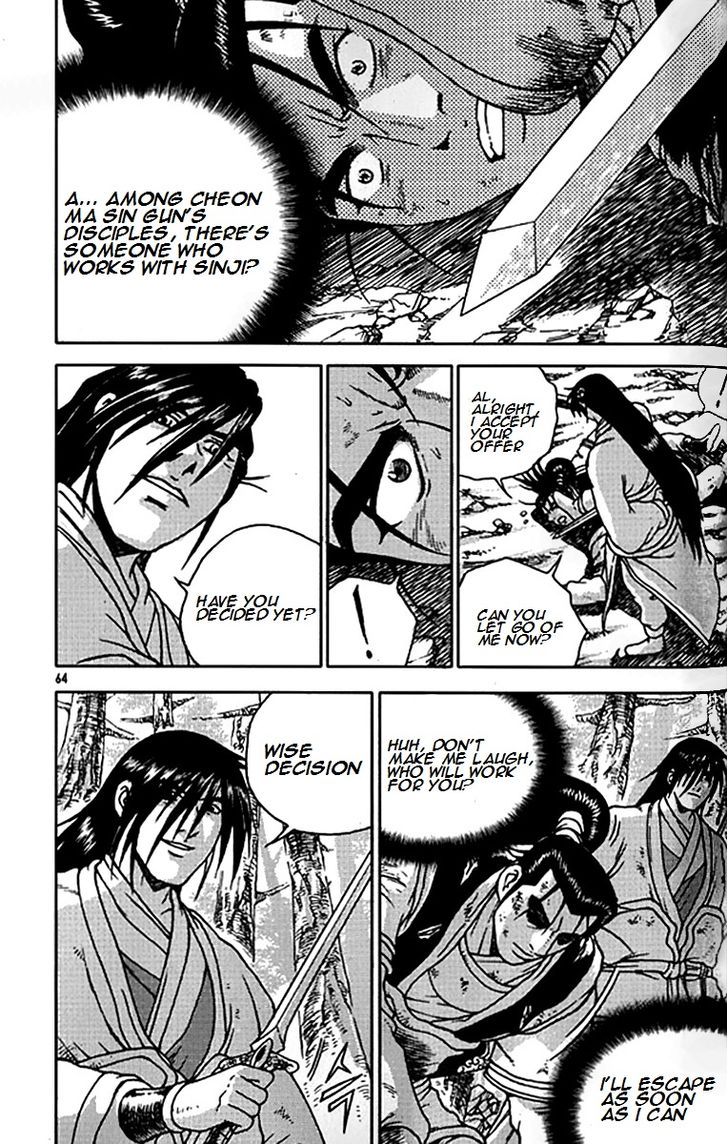 A... AMONG CHEON
MA SIN GUN'S
DISCIPLES, THERE'S
SOMEONE WHO
WORKS WITH SINJI?
HAVE YOU
DECIDED YET?
!
AL,
ALRIGHT,
I ACCEPT
YOUR
OFFER
CAN YOU
LET GO OF
ME NOW?
64
WISE
DECISION
HUH, DON'T
MAKE ME LAUGH,
WHO WILL WORK
FOR YOU?
I'LL ESCAPE
AS SOON
AS I CAN